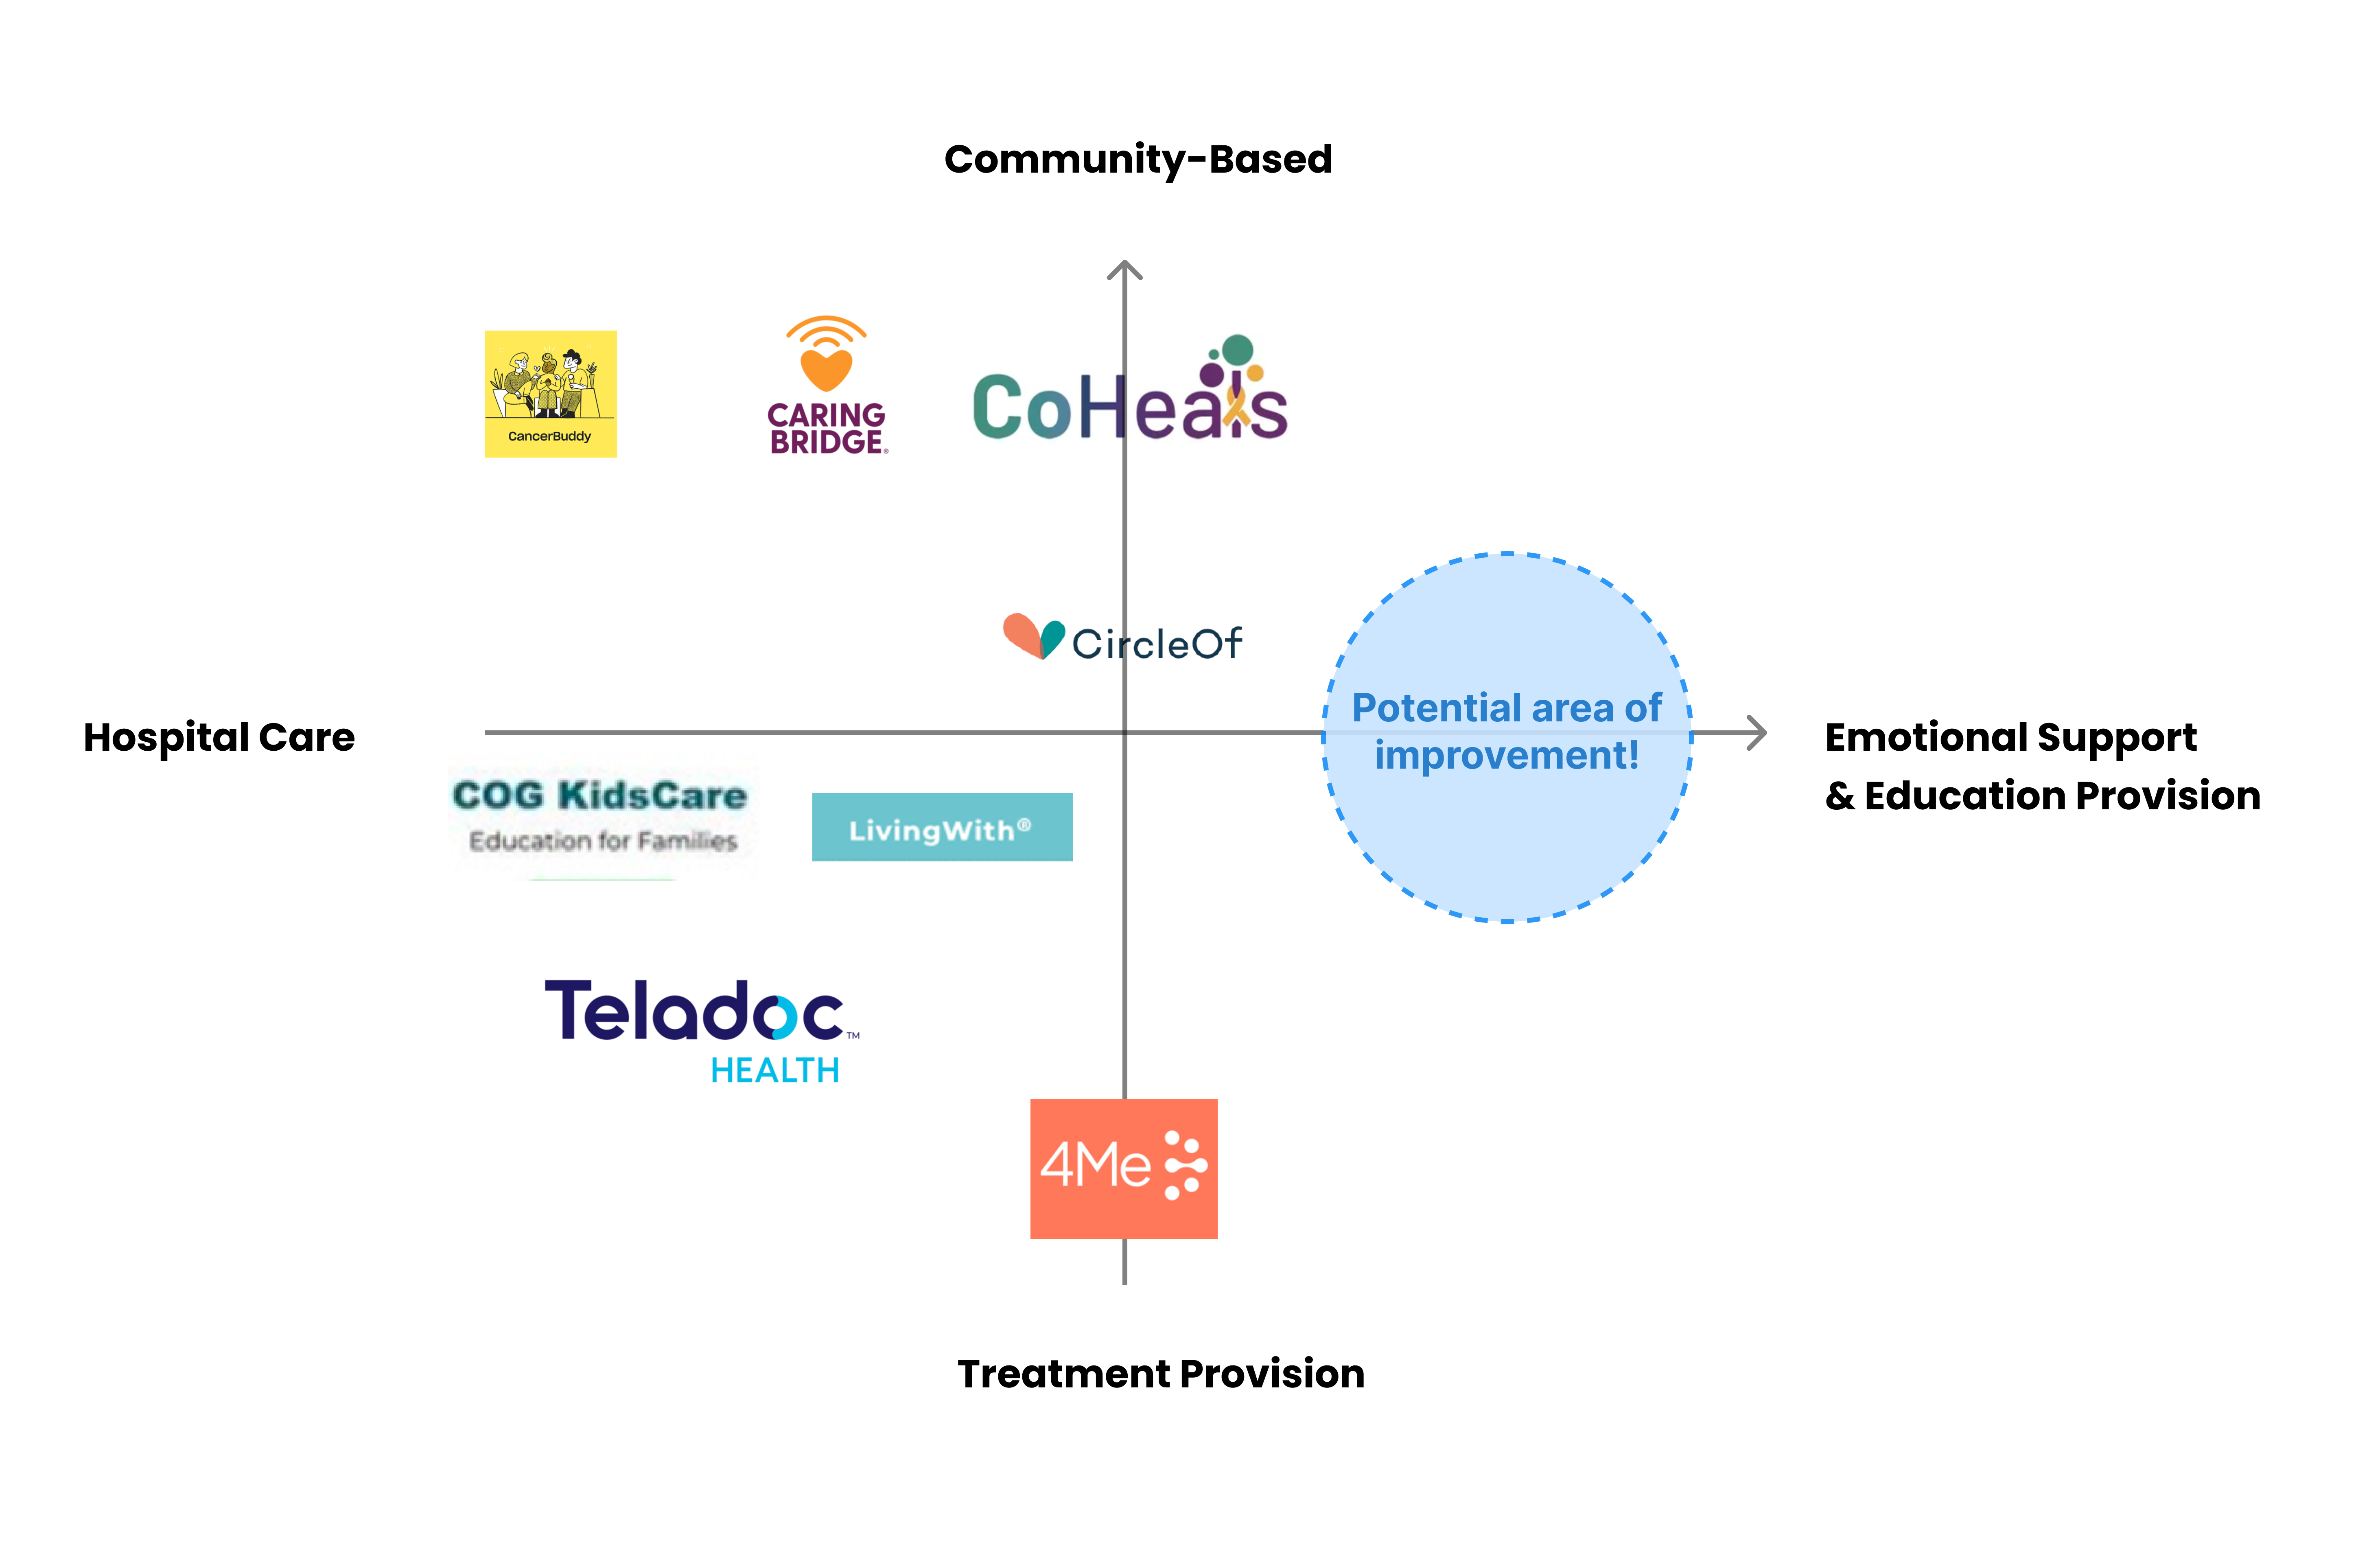 Community-Based
CancerBuddy
CARING
BRIDGE®
CoHeals
CircleOf
Hospital Care
Potential area of
improvement!
Emotional Support
& Education Provision
COG KidsCare
Education for Families
LivingWith®
Teladoc™
HEALTH
4Me
Treatment Provision